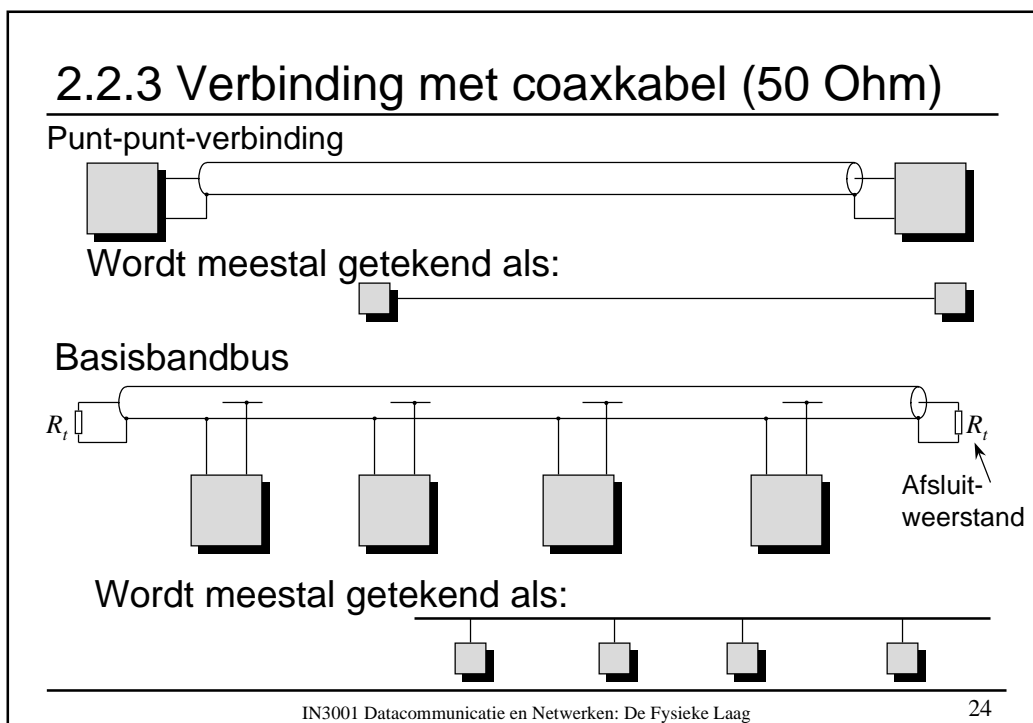 2.2.3 Verbinding met coaxkabel (50 Ohm)
Punt-punt-verbinding
Wordt meestal getekend als:
Basisbandbus
R_t
R_t
Afsluit-
weerstand
Wordt meestal getekend als:
IN3001 Datacommunicatie en Netwerken: De Fysieke Laag
24